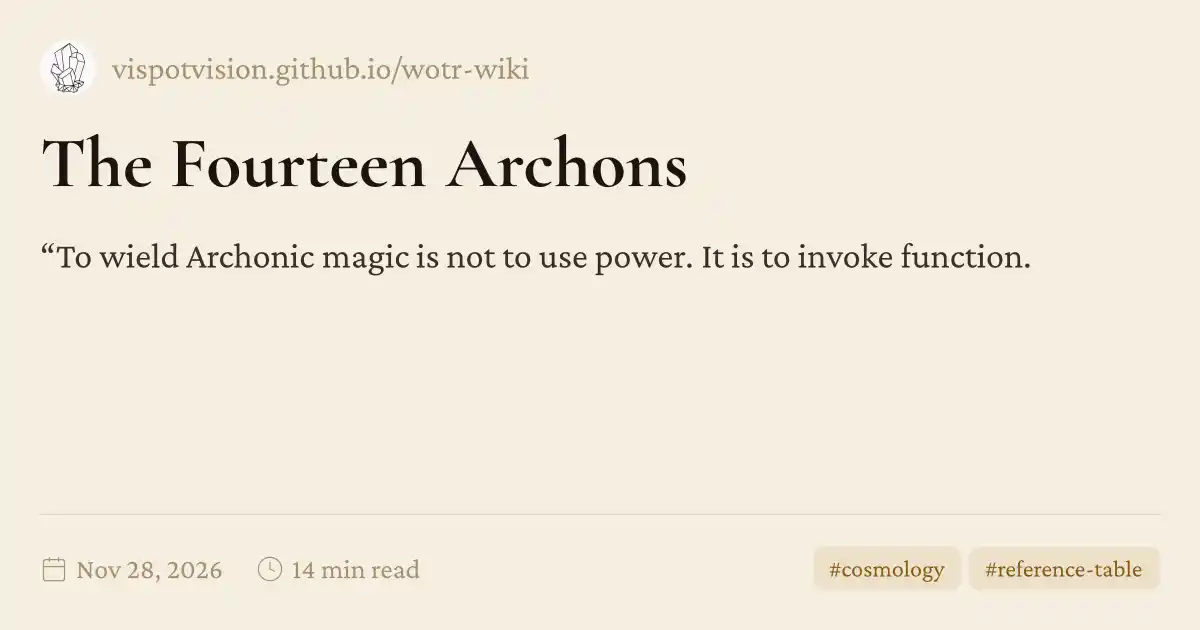 vispotvision.github.io/wotr-wiki
The Fourteen Archons
“To wield Archonic magic is not to use power. It is to invoke function.
Nov 28, 2026
14 min read
#cosmology
#reference-table